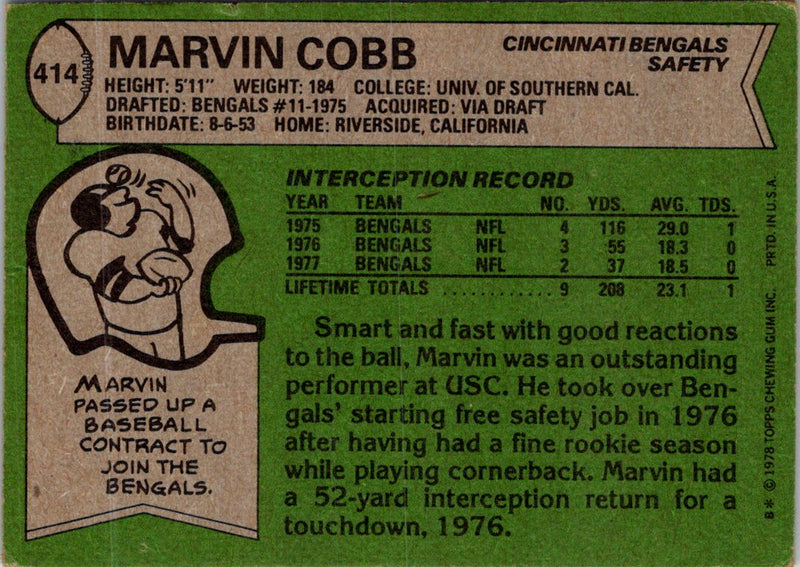 414
MARVIN COBB
CINCINNATI BENGALS
SAFETY
HEIGHT: 5'11" WEIGHT: 184 COLLEGE: UNIV. OF SOUTHERN CAL.
DRAFTED: BENGALS #11-1975 ACQUIRED: VIA DRAFT
BIRTHDATE: 8-6-53 HOME: RIVERSIDE, CALIFORNIA
INTERCEPTION RECORD
YEAR TEAM NO. YDS. AVG. TDS.
1975 BENGALS NFL 4 116 29.0 1
1976 BENGALS NFL 3 55 18.3 0
1977 BENGALS NFL 2 37 18.5 0
LIFETIME TOTALS ............ 9 208 23.1 1
Smart and fast with good reactions
to the ball, Marvin was an outstanding
performer at USC. He took over Ben-
gals' starting free safety job in 1976
after having had a fine rookie season
while playing cornerback. Marvin had
a 52-yard interception return for a
touchdown, 1976.
MARVIN
PASSED UP A
BASEBALL
CONTRACT TO
JOIN THE
BENGALS.
B* © 1978 TOPPS CHEWING GUM INC. PRTD. IN U.S.A.